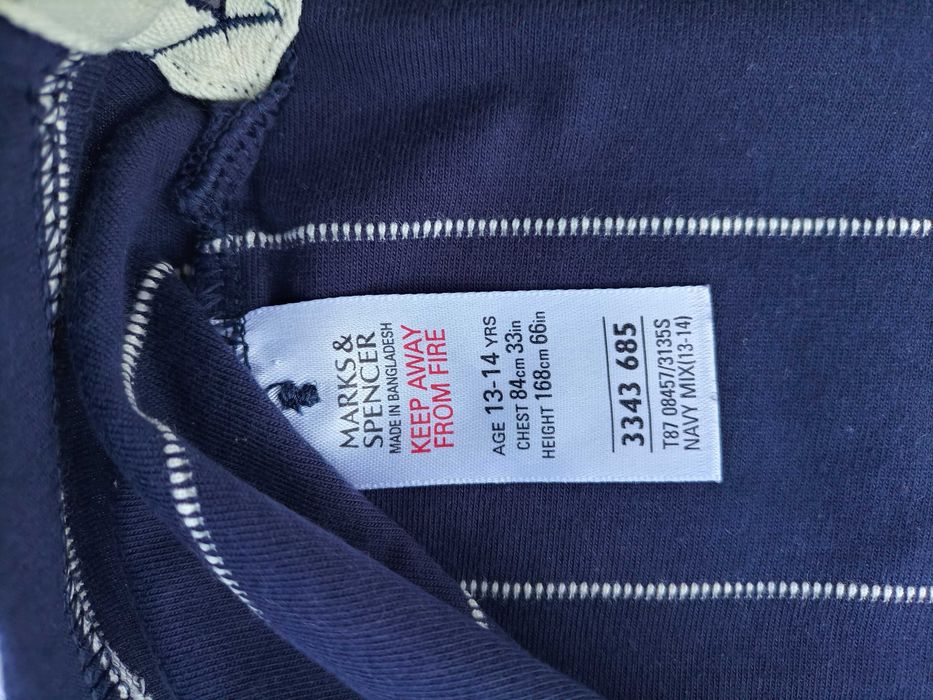 MARKS &
SPENCER
MADE IN BANGLADESH
KEEP AWAY
FROM FIRE
AGE 13-14 YRS
CHEST 84cm 33in
HEIGHT 168cm 66in
3343 685
T87 08457/3135S
NAVY MIX(13-14)